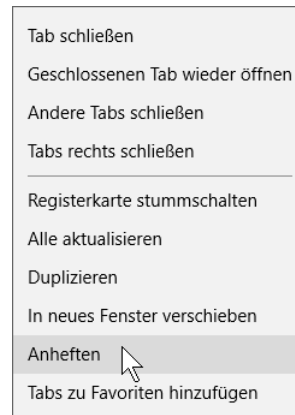 Tab schließen
Geschlossenen Tab wieder öffnen
Andere Tabs schließen
Tabs rechts schließen
Registerkarte stummschalten
Alle aktualisieren
Duplizieren
In neues Fenster verschieben
Anheften
Tabs zu Favoriten hinzufügen